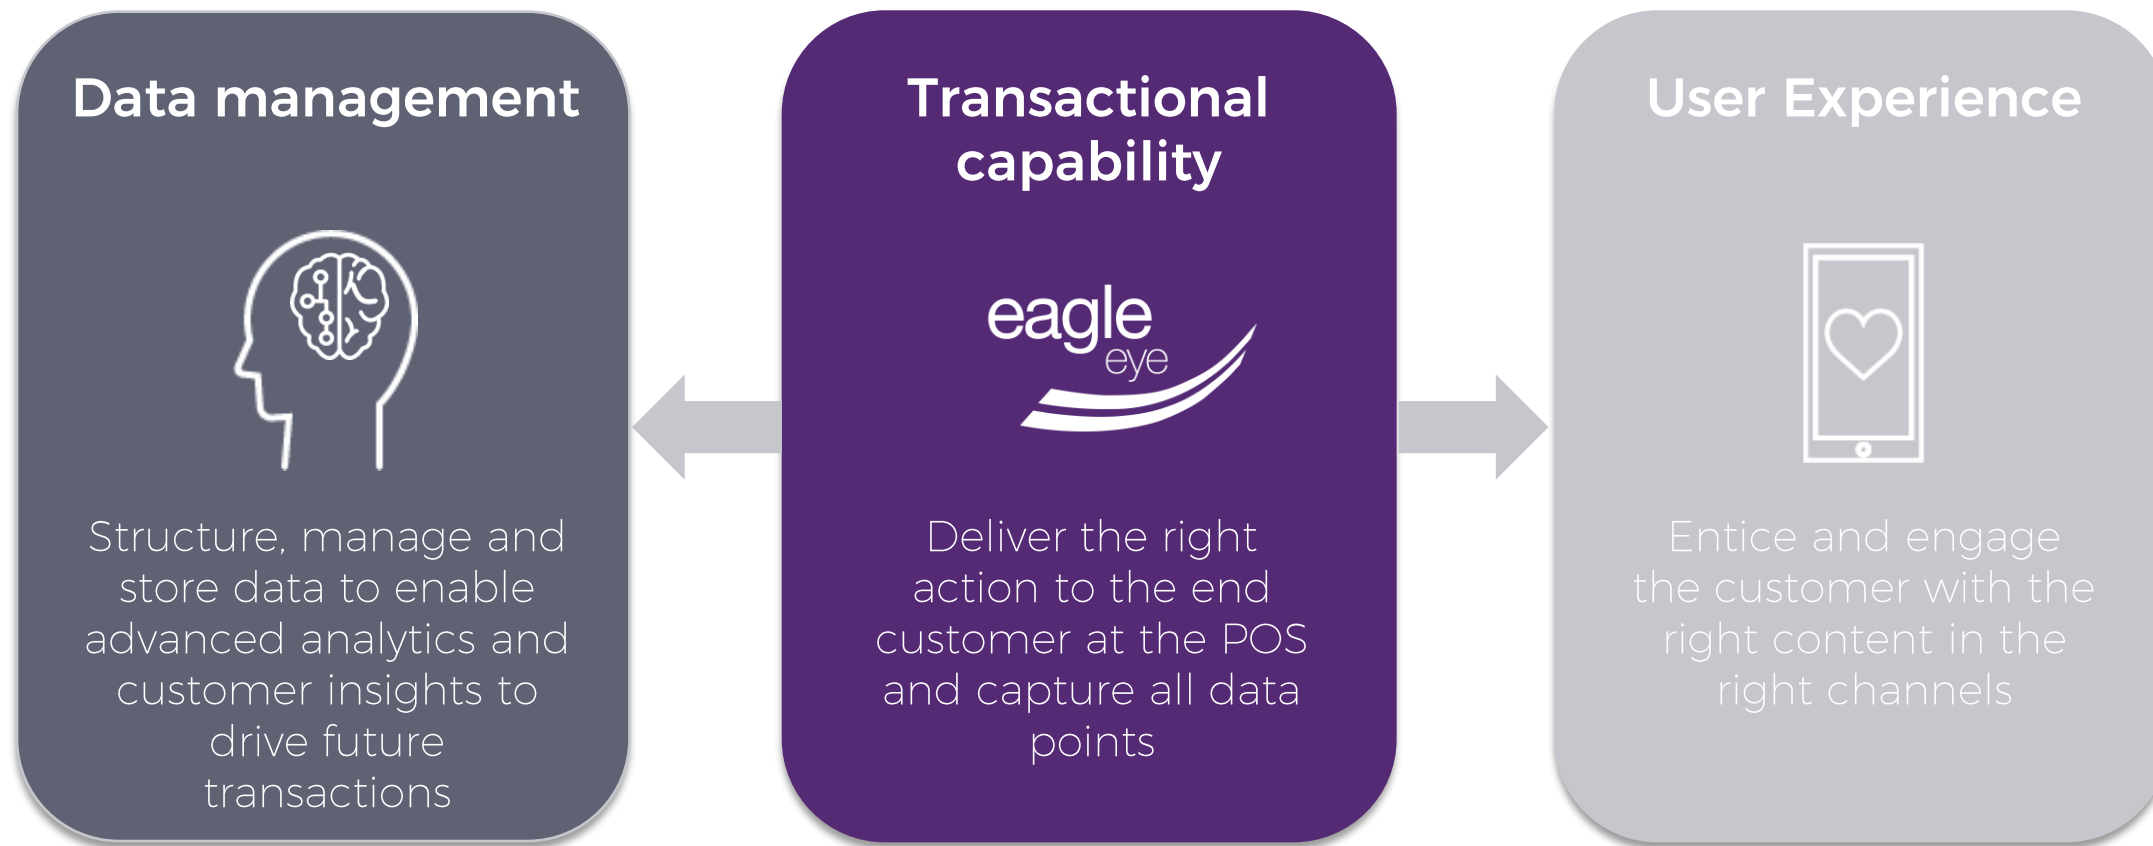 Data management
Structure, manage and
store data to enable
advanced analytics and
customer insights to
drive future
transactions
Transactional
capability
eagle
eye
Deliver the right
action to the end
customer at the POS
and capture all data
points
User Experience
Entice and engage
the customer with the
right content in the
right channels